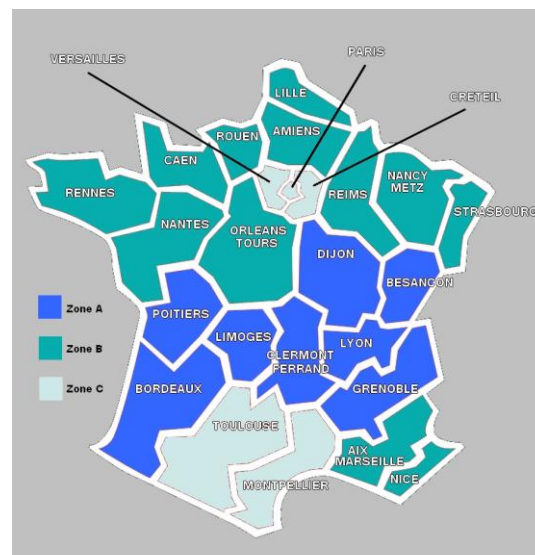 PARIS
VERSAILLES
CRETEIL
LILLE
AMIENS
ROUEN
CAEN
NANCY
METZ
REIMS
RENNES
STRASBOURG
NANTES
ORLEANS
TOURS
DIJON
BESANCON
Zone A
POITIERS
LIMOGES
LYON
Zone B
CLERMONT
FERRAND
Zone C
BORDEAUX
GRENOBLE
TOULOUSE
AIX
MARSEILLE
NICE
MONTPELLIER